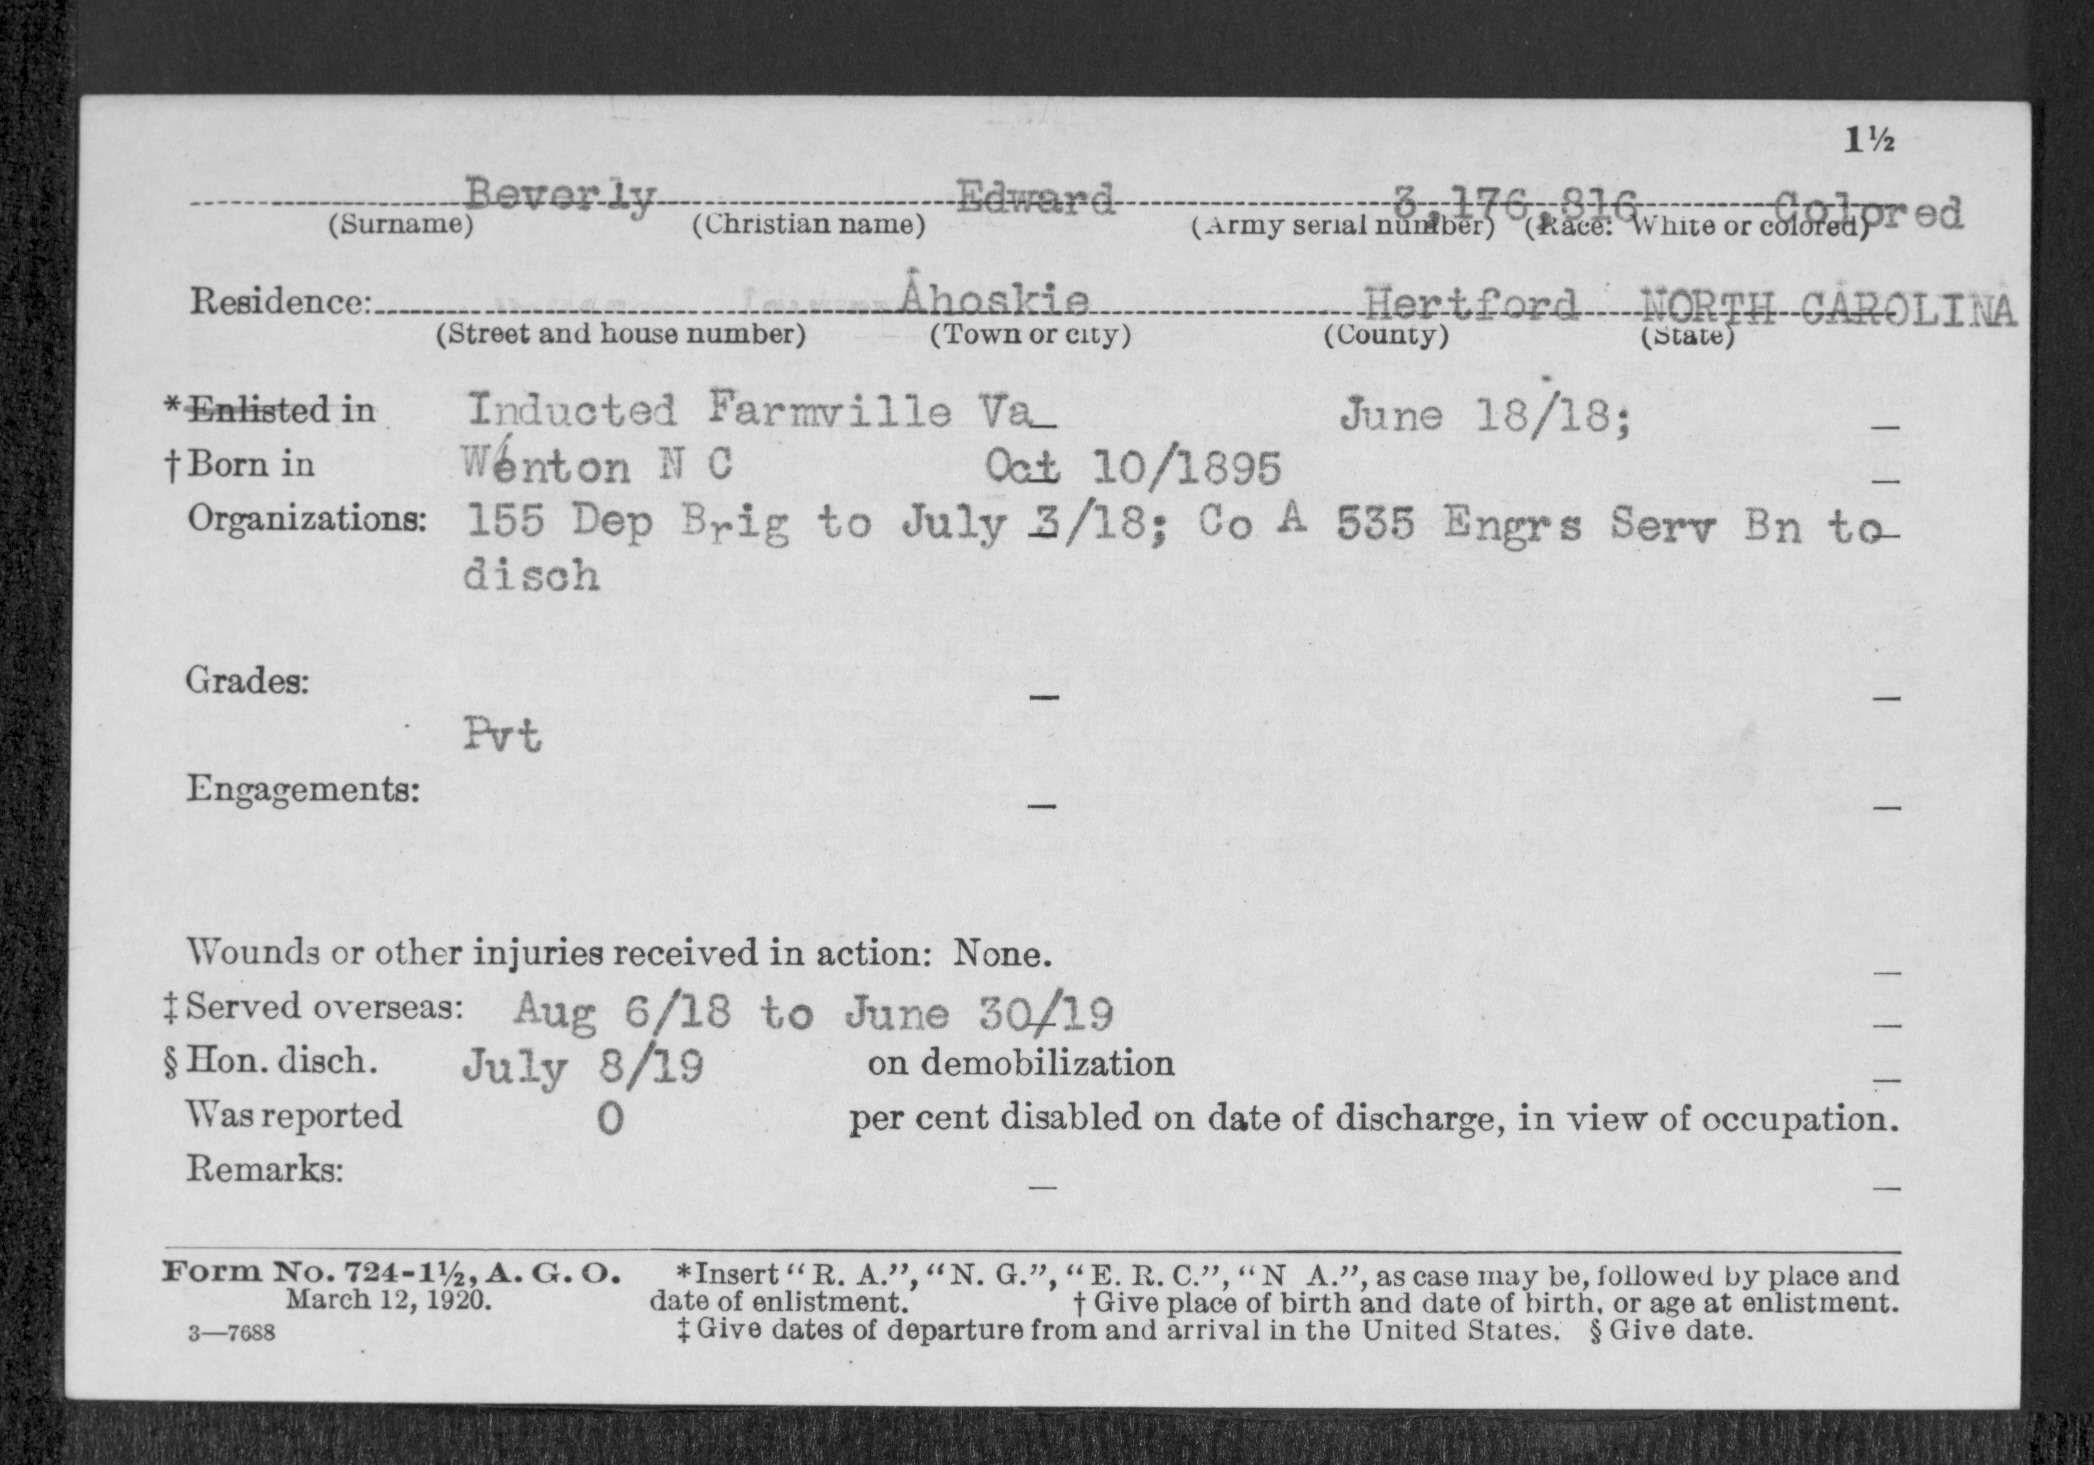 1½
Beverly Edward 3,176,816 Colored
(Surname) (Christian name) (Army serial number) (Race: White or colored)
Residence: Ahoskie Hertford NORTH CAROLINA
(Street and house number) (Town or city) (County) (State)
*Enlisted in Inducted Farmville Va June 18/18;
†Born in Wenton N C Oct 10/1895
Organizations: 155 Dep Brig to July 3/18; Co A 535 Engrs Serv Bn to
disch
Grades:
Pvt
Engagements:
Wounds or other injuries received in action: None.
‡Served overseas: Aug 6/18 to June 30/19
§Hon. disch. July 8/19 on demobilization
Was reported 0 per cent disabled on date of discharge, in view of occupation.
Remarks:
Form No. 724-1½, A. G. O. *Insert "R. A.", "N. G.", "E. R. C.", "N A.", as case may be, followed by place and
March 12, 1920. date of enlistment. †Give place of birth and date of birth, or age at enlistment.
3—7688 ‡Give dates of departure from and arrival in the United States. §Give date.